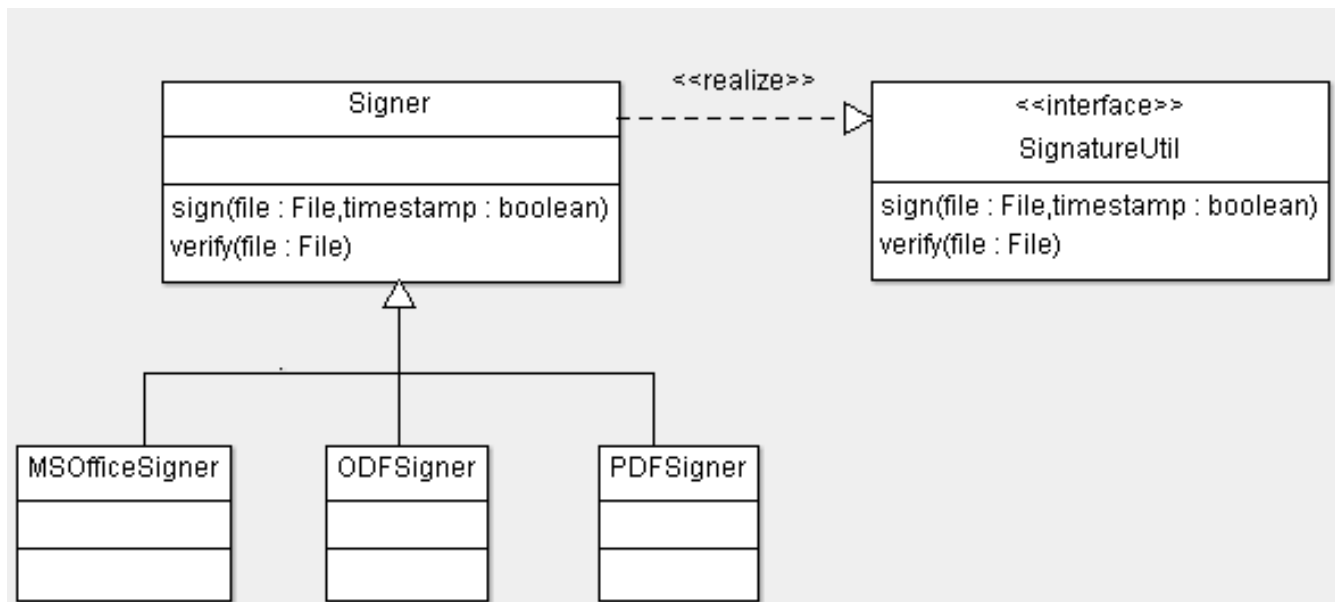 <<realize>>
Signer
sign(file : File,timestamp : boolean)
verify(file : File)
<<interface>>
SignatureUtil
sign(file : File,timestamp : boolean)
verify(file : File)
MSOfficeSigner
ODFSigner
PDFSigner